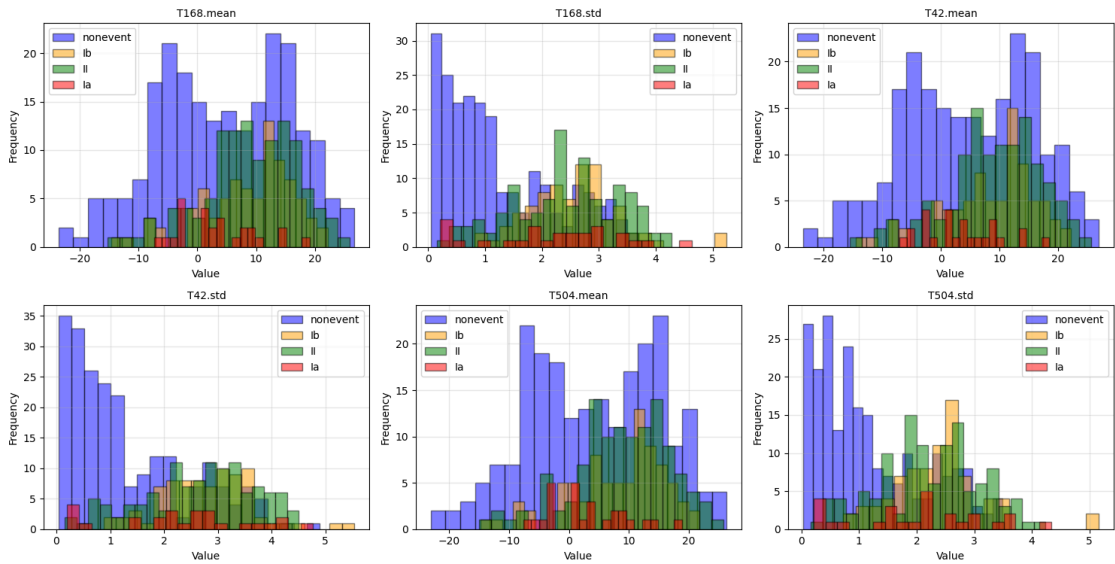 T168.mean
Frequency
20
15
10
5
0
nonevent
Ib
II
Ia
−20 −10 0 10 20
Value
T168.std
Frequency
30
25
20
15
10
5
0
nonevent
Ib
II
Ia
0 1 2 3 4 5
Value
T42.mean
Frequency
20
15
10
5
0
nonevent
Ib
II
Ia
−20 −10 0 10 20
Value
T42.std
Frequency
35
30
25
20
15
10
5
0
nonevent
Ib
II
Ia
0 1 2 3 4 5
Value
T504.mean
Frequency
20
15
10
5
0
nonevent
Ib
II
Ia
−20 −10 0 10 20
Value
T504.std
Frequency
25
20
15
10
5
0
nonevent
Ib
II
Ia
0 1 2 3 4 5
Value